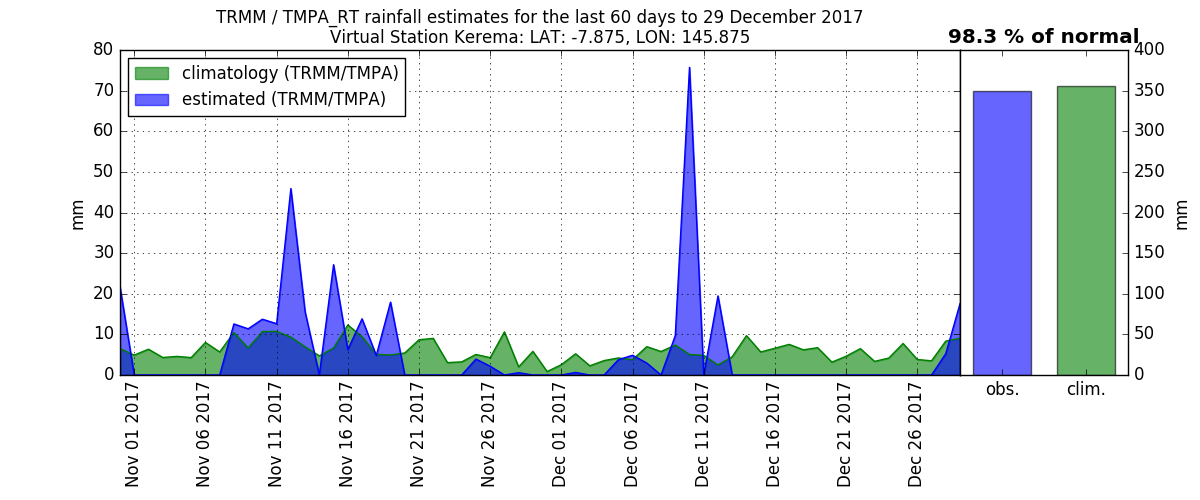 TRMM / TMPA_RT rainfall estimates for the last 60 days to 29 December 2017
Virtual Station Kerema: LAT: -7.875, LON: 145.875
98.3 % of normal
climatology (TRMM/TMPA)
estimated (TRMM/TMPA)
mm
80
70
60
50
40
30
20
10
0
400
350
300
250
200
150
100
50
0
mm
Nov 01 2017
Nov 06 2017
Nov 11 2017
Nov 16 2017
Nov 21 2017
Nov 26 2017
Dec 01 2017
Dec 06 2017
Dec 11 2017
Dec 16 2017
Dec 21 2017
Dec 26 2017
obs.
clim.